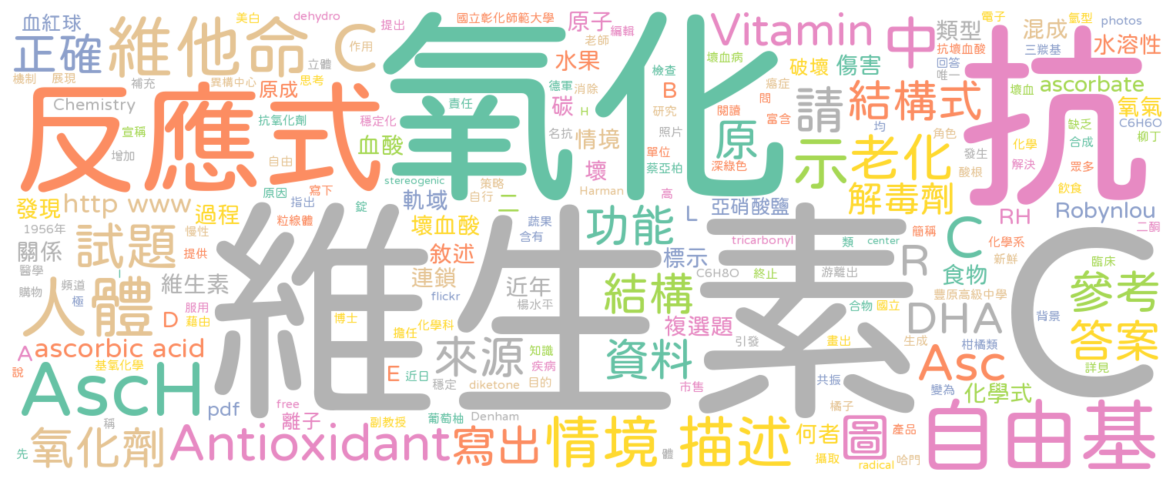 血紅球 美白 dehydro 提出 國立彰化師範大學 原子 編輯 Vitamin 中 類型 電子 氫型 混成 photos
正確 維他命 C 作用 立體 氧化 老師 水果 壞血病 檢查 癌症 破壞 傷害 抗壞血酸 三羰基 水溶性 抗
機制 展現 補充 異構中心 思考 德軍 消除 B 研究 閱讀 間 富含 請 結構式 回答 唯一 壞血 ascorbate
Chemistry 原成 責任 H 碳 氧氣
反應式 宣稱 抗氧化劑 穩定化 名抗 情境 照片 原 均 示 老化 角色 C6H6O 缺乏 柳丁
增加 自由 血酸 壞 單位 蔡亞柏 深綠色 化學 合成 發生 解決 眾多
發現 http www 原因 寫下 stereogenic 策略 自行 Harman 高 解毒劑 酸根 飲食
1956年 過程 指出 粒線體 錠 軌域 二 蔬果 功能 L 亞硝酸鹽 C RH Robynlou
關係 試題 慢性 提供 壞血酸 敘述 含有 標示 tricarbonyl 類 center 簡稱 化學系 二酮
醫學 I 維生素 維生素 C 連鎖 近年 結構 C6H8O 終止 游離出 R 食物 新鮮 臨床
購物 頻道 極 服用 藉由 flickr 楊水平 合物 國立 豐原高級中學 參考
人體 D 博士 擔任 化學科 複選題 引發 DHA 背景
A ascorbic acid 說 基氧化學 E 近日 來源 知識 疾病 資料 畫出 生成 柑橘類 答案 詳見
AscH pdf 穩定 diketone 目的 市售 共振 Asc 變為 化學式
稱 free 離子 副教授 葡萄柚 Denham 橘子
先 氧化劑 Antioxidant 寫出 情境 描述 體 何者 攝取 圖 radical 產品 哈門 自由基